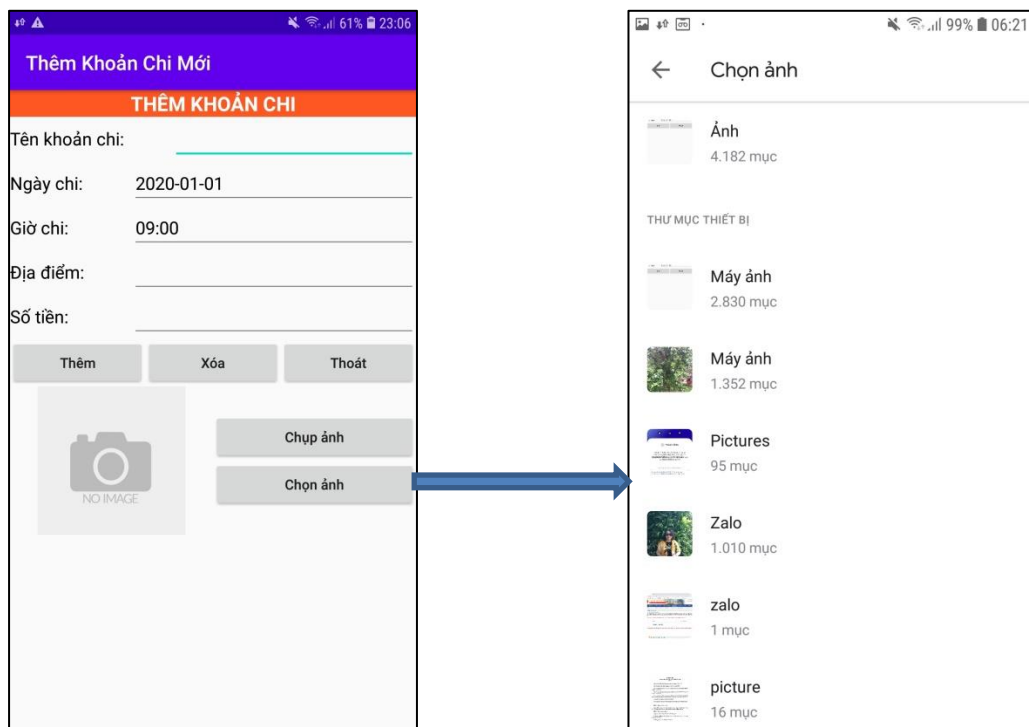 61% 23:06
Thêm Khoản Chi Mới
THÊM KHOẢN CHI
Tên khoản chi:
Ngày chi: 2020-01-01
Giờ chi: 09:00
Địa điểm:
Số tiền:
Thêm Xóa Thoát
NO IMAGE
Chụp ảnh
Chọn ảnh
99% 06:21
Chọn ảnh
Ảnh
4.182 mục
THƯ MỤC THIẾT BỊ
Máy ảnh
2.830 mục
Máy ảnh
1.352 mục
Pictures
95 mục
Zalo
1.010 mục
zalo
1 mục
picture
16 mục